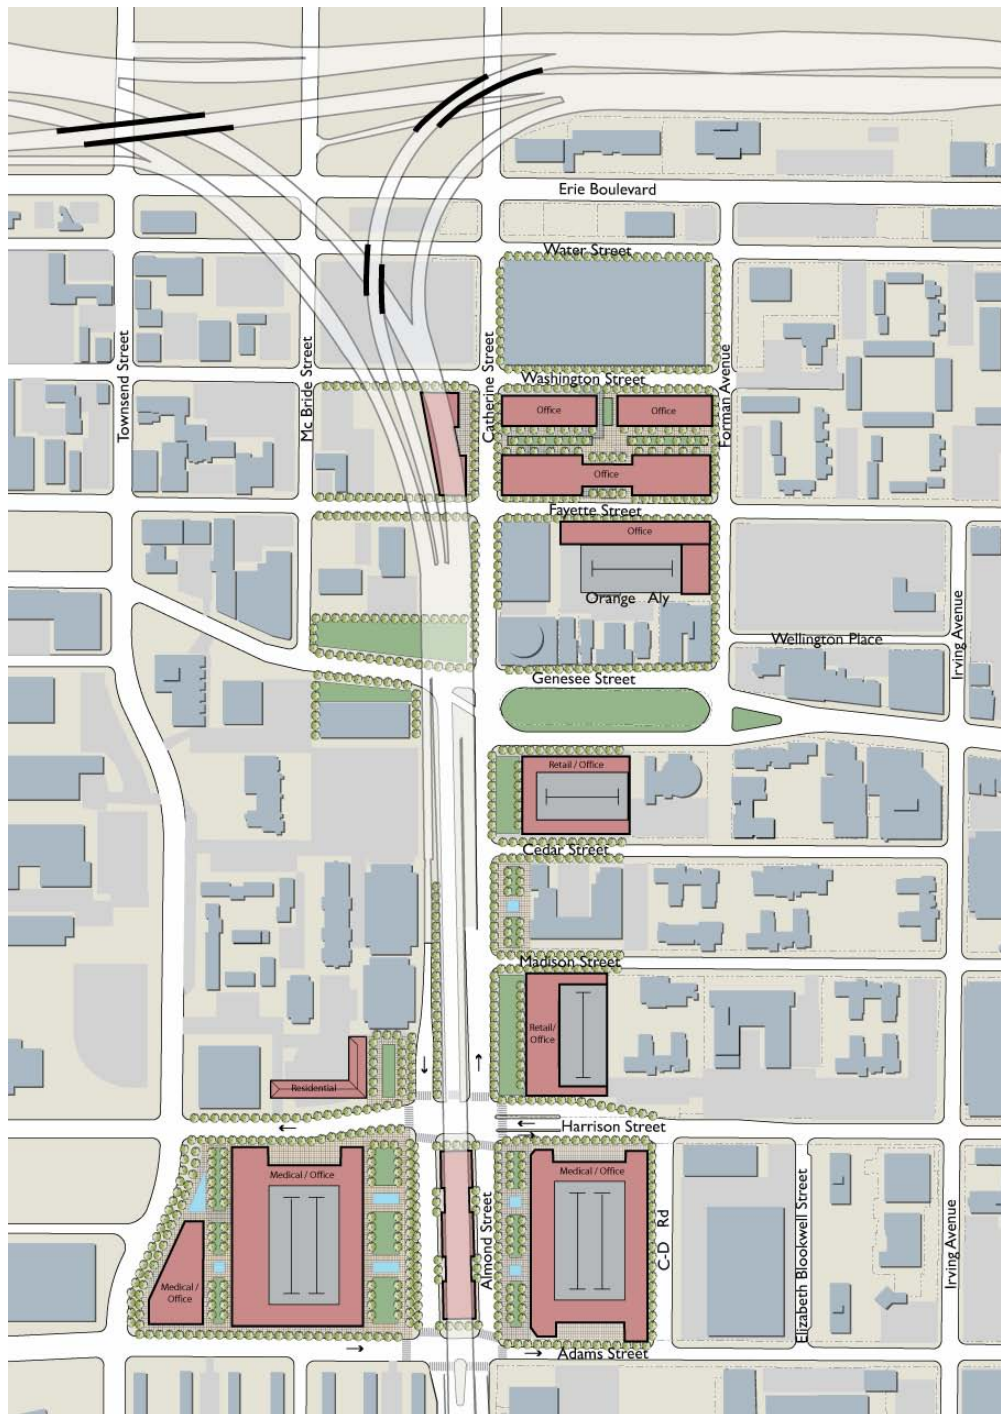 Erie Boulevard
Water Street
Townsend Street
Mc Bride Street
Catherine Street
Washington Street
Forman Avenue
Office
Office
Office
Fayette Street
Office
Orange Aly
Wellington Place
Irving Avenue
Genesee Street
Retail / Office
Cedar Street
Madison Street
Retail/
Office
Residential
Harrison Street
Medical / Office
Medical / Office
Almond Street
C-D Rd
Elizabeth Blookwell Street
Irving Avenue
Medical /
Office
Adams Street